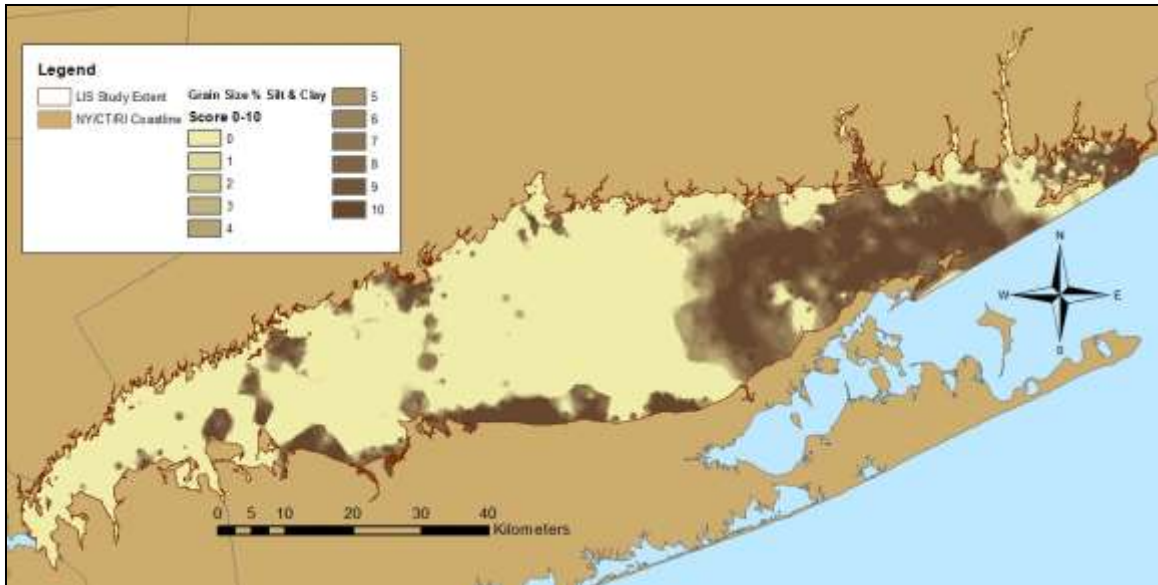 Legend
LIS Study Extent
NY/CT/RI Coastline
Grain Size % Silt & Clay
Score 0-10
0
1
2
3
4
5
6
7
8
9
10
N
W E
S
0 5 10 20 30 40
Kilometers